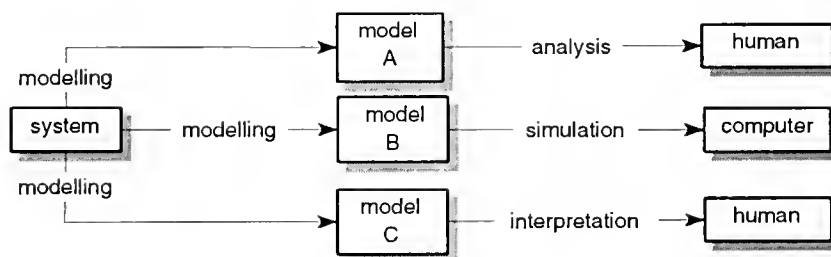 model
A
analysis
human
modelling
system
modelling
model
B
simulation
computer
modelling
model
C
interpretation
human